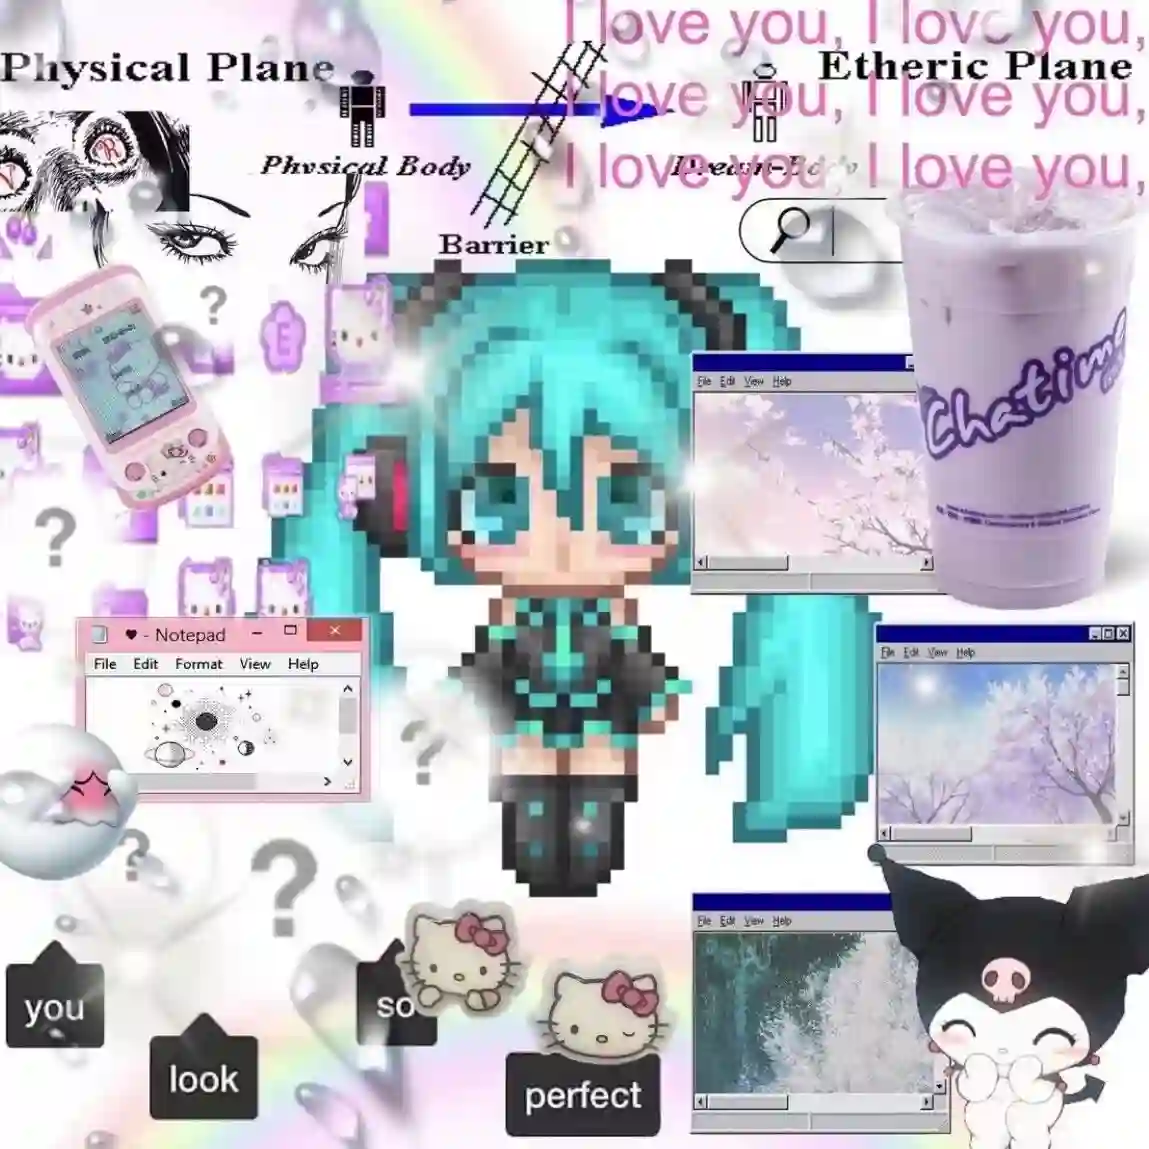 I love you, I love you,
Physical Plane
Etheric Plane
I love you, I love you,
Physical Body
Dream-Body
I love you, I love you,
Barrier
R
E
File Edit View Help
Chatime
♥ - Notepad
File Edit Format View Help
File Edit View Help
File Edit View Help
you
so
look
perfect
?
?
?
?
?